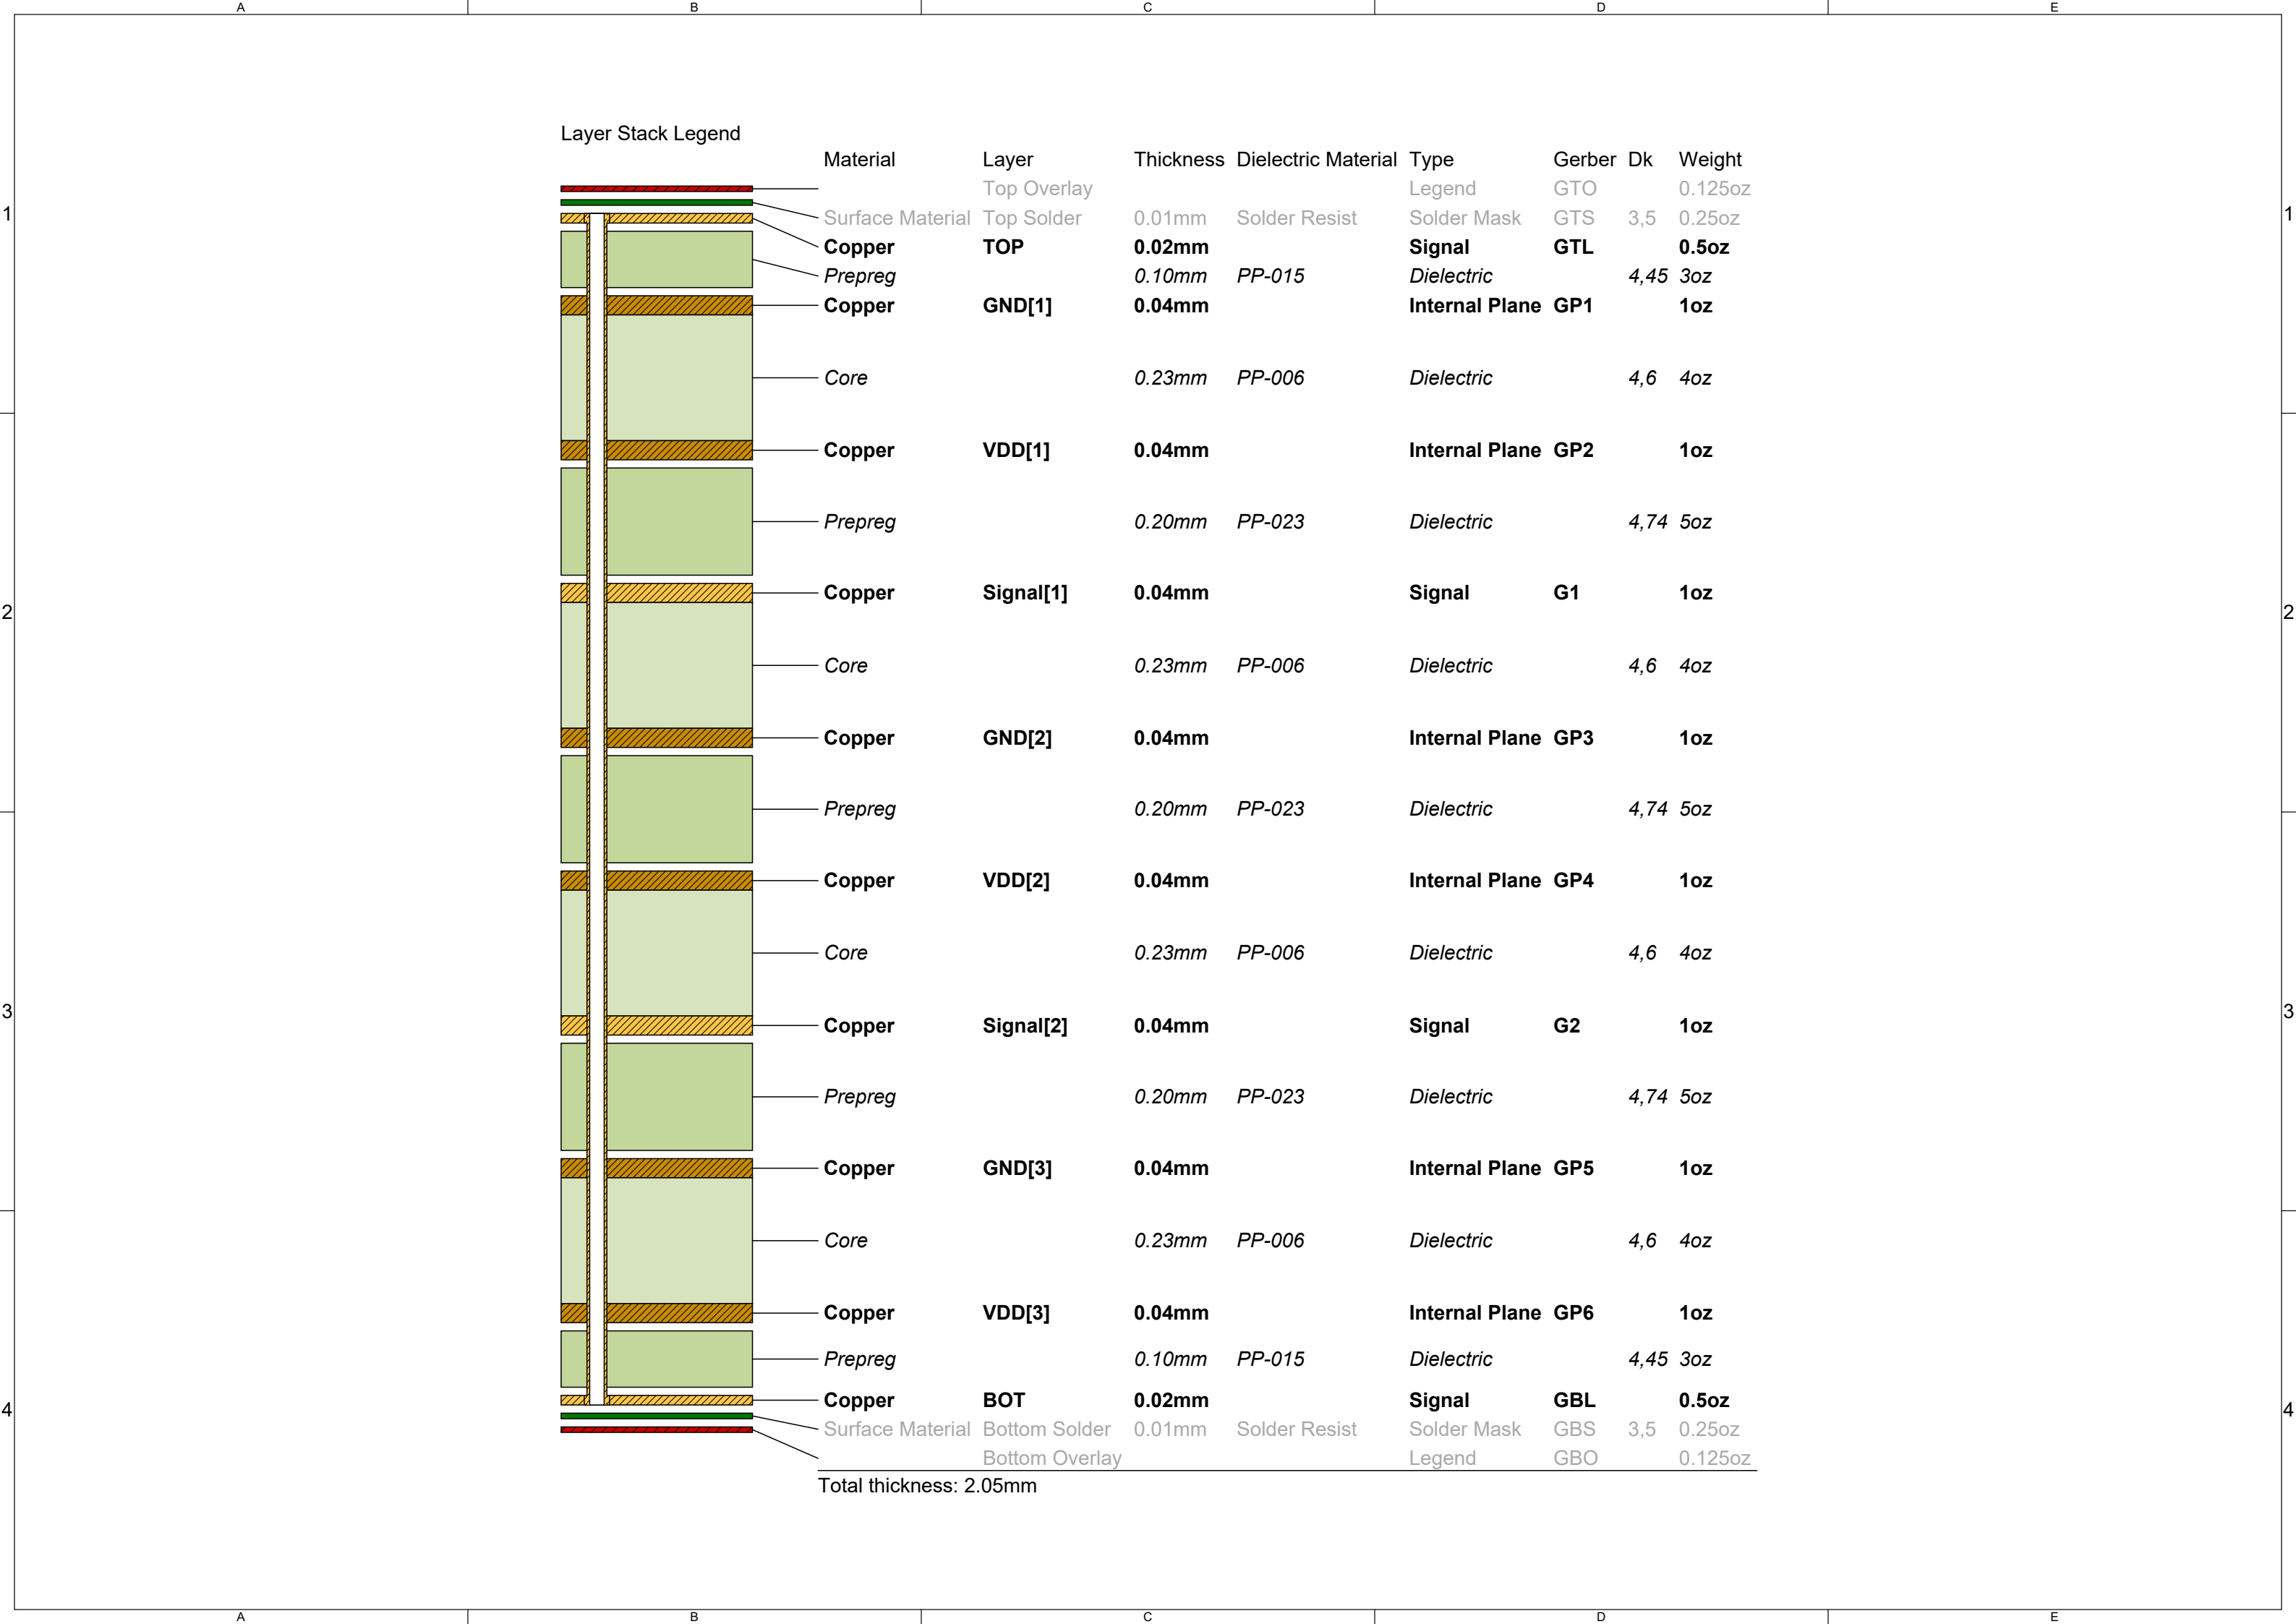 A B C D E
Layer Stack Legend
Material Layer Thickness Dielectric Material Type Gerber Dk Weight
Top Overlay Legend GTO 0.125oz
1 1
Surface Material Top Solder 0.01mm Solder Resist Solder Mask GTS 3,5 0.25oz
Copper TOP 0.02mm Signal GTL 0.5oz
Prepreg 0.10mm PP-015 Dielectric 4,45 3oz
Copper GND[1] 0.04mm Internal Plane GP1 1oz
Core 0.23mm PP-006 Dielectric 4,6 4oz
Copper VDD[1] 0.04mm Internal Plane GP2 1oz
Prepreg 0.20mm PP-023 Dielectric 4,74 5oz
Copper Signal[1] 0.04mm Signal G1 1oz
2 2
Core 0.23mm PP-006 Dielectric 4,6 4oz
Copper GND[2] 0.04mm Internal Plane GP3 1oz
Prepreg 0.20mm PP-023 Dielectric 4,74 5oz
Copper VDD[2] 0.04mm Internal Plane GP4 1oz
Core 0.23mm PP-006 Dielectric 4,6 4oz
3 3
Copper Signal[2] 0.04mm Signal G2 1oz
Prepreg 0.20mm PP-023 Dielectric 4,74 5oz
Copper GND[3] 0.04mm Internal Plane GP5 1oz
Core 0.23mm PP-006 Dielectric 4,6 4oz
Copper VDD[3] 0.04mm Internal Plane GP6 1oz
Prepreg 0.10mm PP-015 Dielectric 4,45 3oz
Copper BOT 0.02mm Signal GBL 0.5oz
4 4
Surface Material Bottom Solder 0.01mm Solder Resist Solder Mask GBS 3,5 0.25oz
Bottom Overlay Legend GBO 0.125oz
Total thickness: 2.05mm
A B C D E